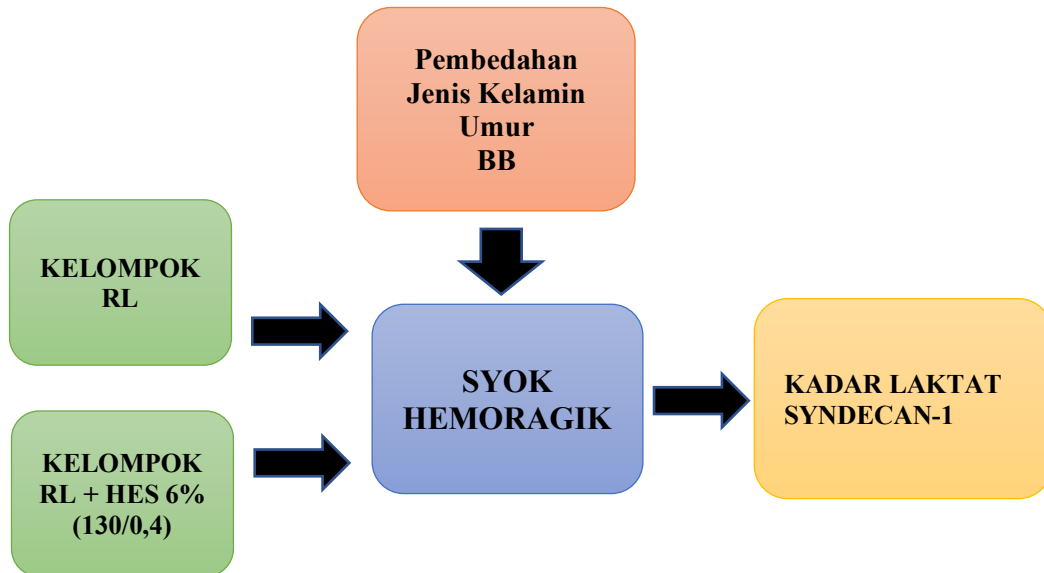 Pembedahan
Jenis Kelamin
Umur
BB
KELOMPOK
RL
SYOK
HEMORAGIK
KADAR LAKTAT
SYNDECAN-1
KELOMPOK
RL + HES 6%
(130/0,4)